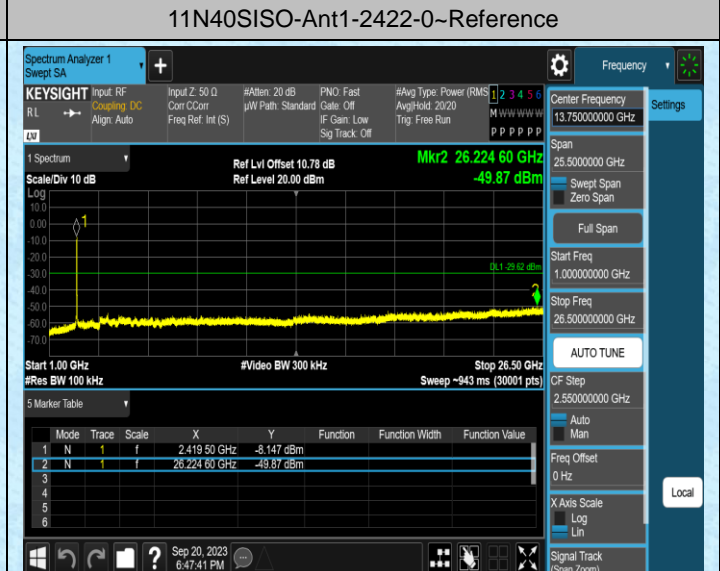 11N40SISO-Ant1-2422-0~Reference
Spectrum Analyzer 1
Swept SA
Frequency
KEYSIGHT Input: RF Input Z: 50 Ω #Atten: 20 dB PNO: Fast #Avg Type: Power (RMS 1 2 3 4 5 6
RL Coupling: DC Corr CCorr µW Path: Standard Gate: Off Avg|Hold: 20/20 M W W W W W
Align: Auto Freq Ref: Int (S) IF Gain: Low Trig: Free Run
Sig Track: Off P P P P P P
LXI
Center Frequency
13.750000000 GHz
Settings
Span
25.5000000 GHz
Swept Span
Zero Span
Full Span
Start Freq
1.000000000 GHz
Stop Freq
26.500000000 GHz
AUTO TUNE
CF Step
2.550000000 GHz
Auto
Man
Freq Offset
0 Hz
X Axis Scale
Log
Lin
Local
Signal Track
(Span Zoom)
1 Spectrum
Ref Lvl Offset 10.78 dB
Mkr2 26.224 60 GHz
Scale/Div 10 dB
Ref Level 20.00 dBm
-49.87 dBm
Log
10.0
0.00
-10.0
-20.0
-30.0
-40.0
-50.0
-60.0
-70.0
1
DL1 -29.62 dBm
2
Start 1.00 GHz #Video BW 300 kHz Stop 26.50 GHz
#Res BW 100 kHz Sweep ~943 ms (30001 pts)
5 Marker Table
Mode Trace Scale X Y Function Function Width Function Value
1 N 1 f 2.419 50 GHz -8.147 dBm
2 N 1 f 26.224 60 GHz -49.87 dBm
3
4
5
6
?
Sep 20, 2023
6:47:41 PM